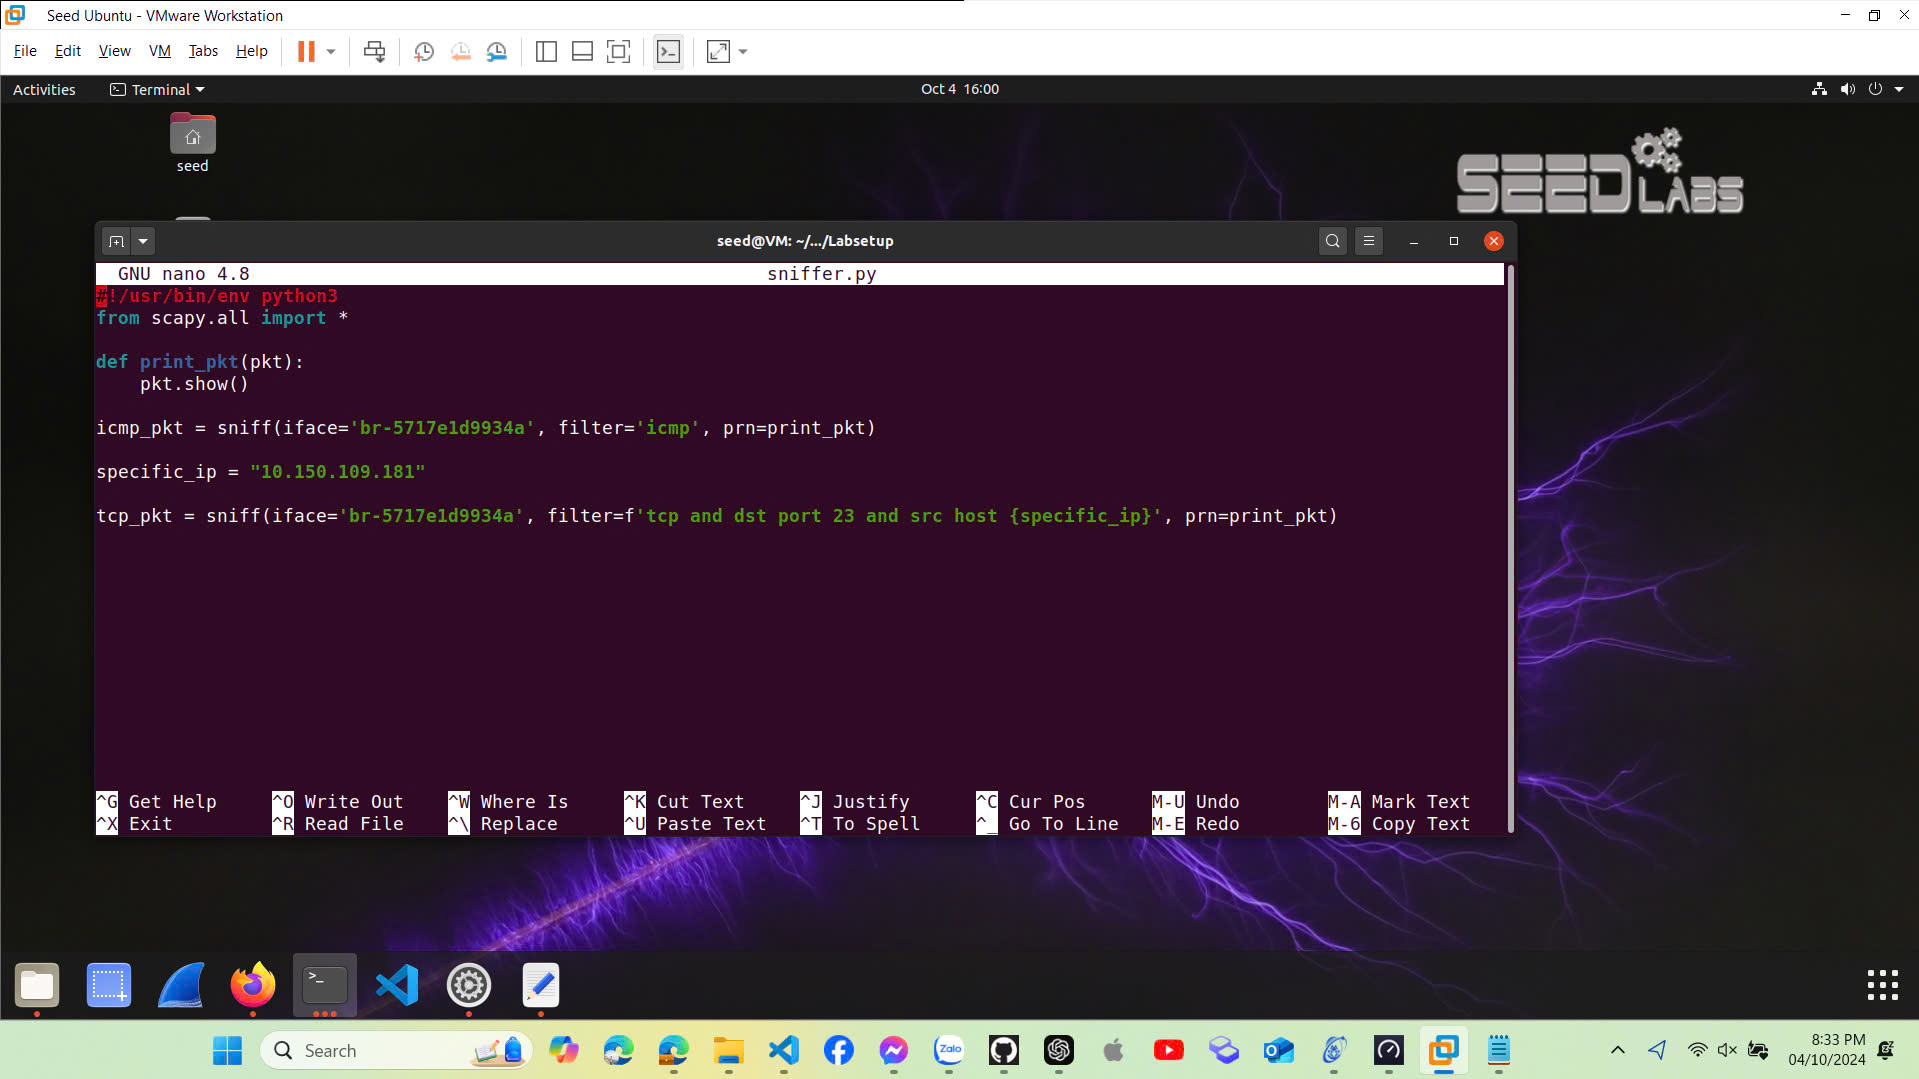 Seed Ubuntu - VMware Workstation
File Edit View VM Tabs Help
Activities Terminal Oct 4 16:00
seed
SEED LABS
seed@VM: ~/.../Labsetup
GNU nano 4.8 sniffer.py
#!/usr/bin/env python3
from scapy.all import *
def print_pkt(pkt):
pkt.show()
icmp_pkt = sniff(iface='br-5717e1d9934a', filter='icmp', prn=print_pkt)
specific_ip = "10.150.109.181"
tcp_pkt = sniff(iface='br-5717e1d9934a', filter=f'tcp and dst port 23 and src host {specific_ip}', prn=print_pkt)
^G Get Help ^O Write Out ^W Where Is ^K Cut Text ^J Justify ^C Cur Pos M-U Undo M-A Mark Text
^X Exit ^R Read File ^\ Replace ^U Paste Text ^T To Spell ^_ Go To Line M-E Redo M-6 Copy Text
Search
Zalo
8:33 PM
04/10/2024